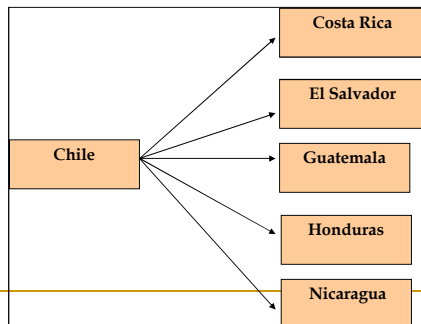 Costa Rica
El Salvador
Chile
Guatemala
Honduras
Nicaragua